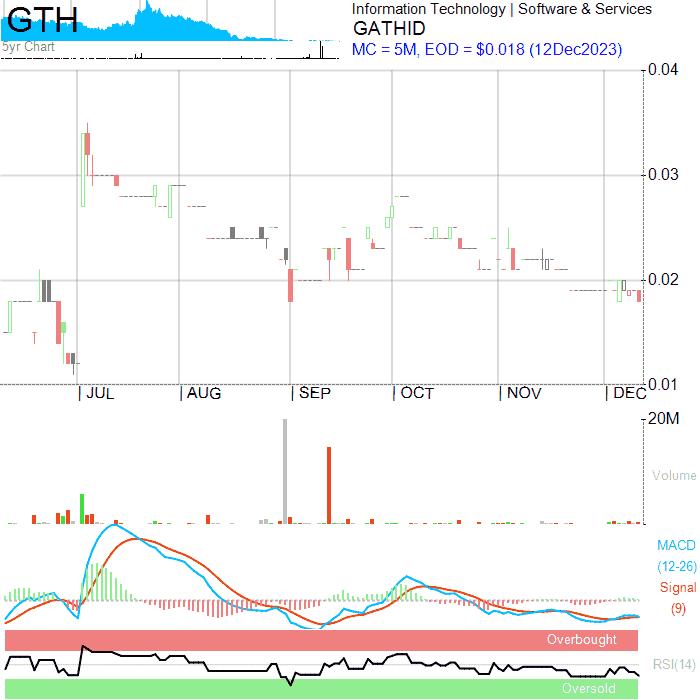 GTH
5yr Chart
Information Technology | Software & Services
GATHID
MC = 5M, EOD = $0.018 (12Dec2023)
0.04
0.03
0.02
0.01
| JUL | AUG | SEP | OCT | NOV | DEC
20M
Volume
MACD
(12-26)
Signal
(9)
Overbought
RSI(14)
Oversold